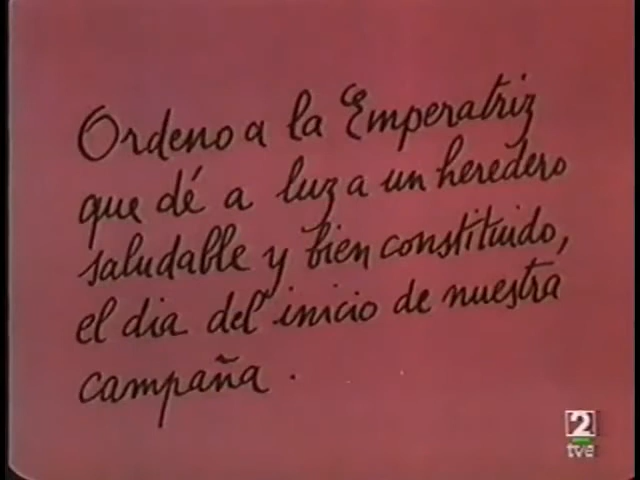 Ordeno a la Emperatriz
que dé a luz a un heredero
saludable y bien constituido,
el dia del inicio de nuestra
campaña.
2
tve